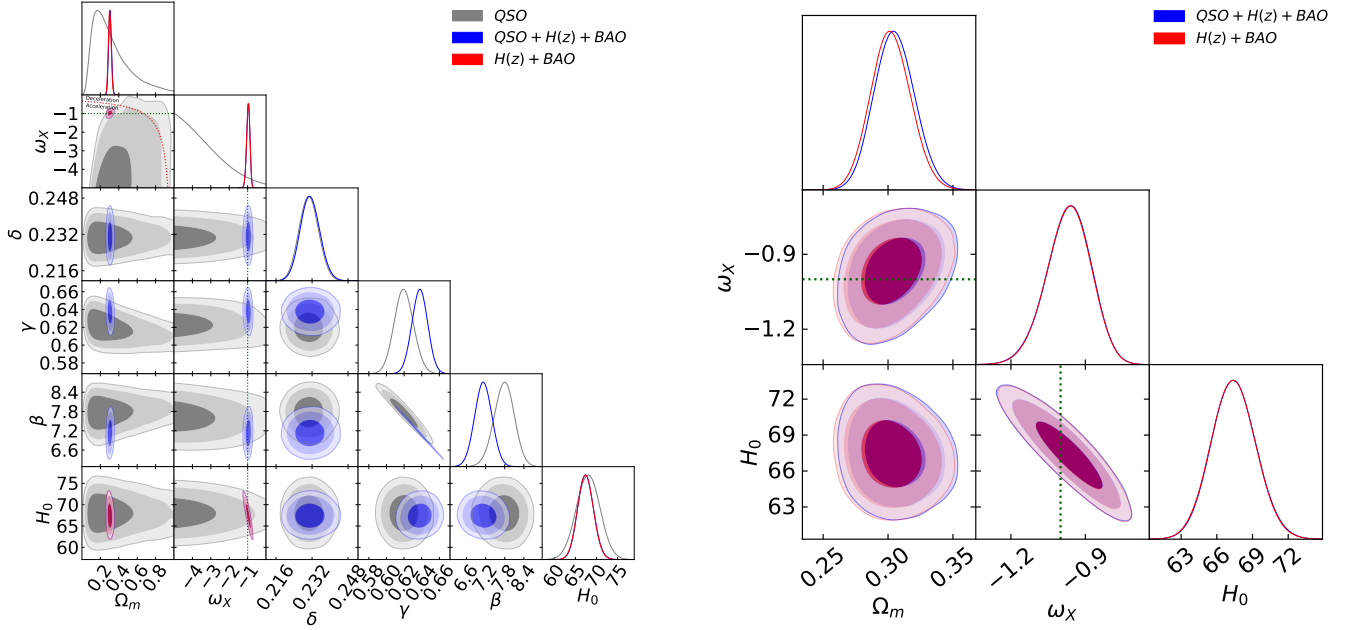 QSO
QSO + H(z) + BAO
H(z) + BAO
Deceleration
Acceleration
−1
−2
−3
−4
ω_X
0.248
0.232
0.216
δ
0.66
0.64
0.62
0.6
0.58
γ
8.4
7.8
7.2
6.6
β
75
70
65
60
H_0
0.2 0.4 0.6 0.8
Ω_m
−4 −3 −2 −1
ω_X
0.216 0.232 0.248
δ
0.58 0.60 0.62 0.64 0.66
γ
6.6 7.2 7.8 8.4
β
60 65 70 75
H_0
QSO + H(z) + BAO
H(z) + BAO
−0.9
−1.2
ω_X
72
69
66
63
H_0
0.25 0.30 0.35
Ω_m
−1.2 −0.9
ω_X
63 66 69 72
H_0